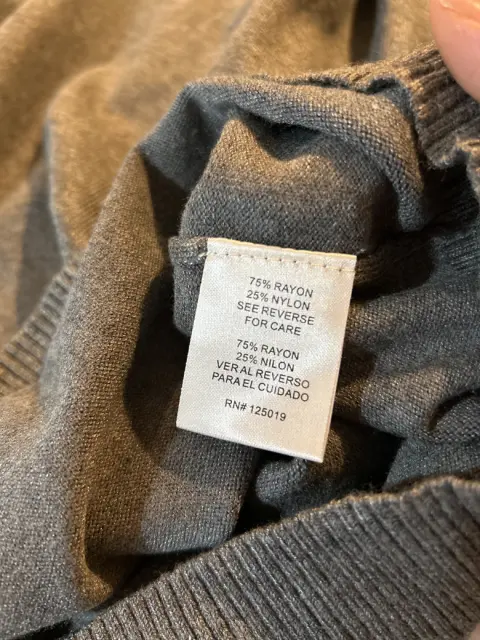 75% RAYON
25% NYLON
SEE REVERSE
FOR CARE
75% RAYON
25% NILON
VER AL REVERSO
PARA EL CUIDADO
RN# 125019